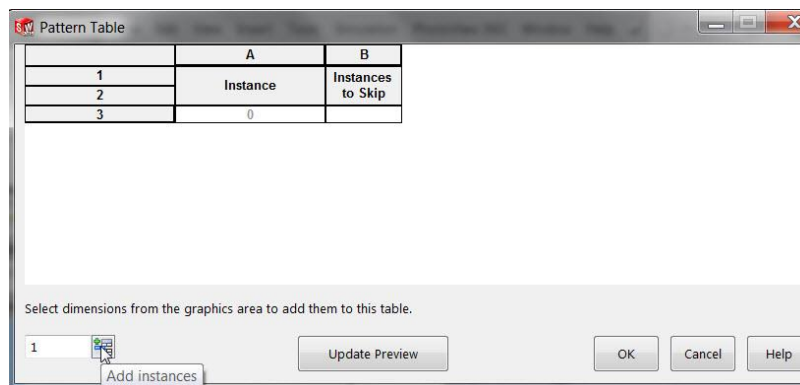 SW Pattern Table
A B
1 Instance Instances to Skip
2
3 0
Select dimensions from the graphics area to add them to this table.
1 Update Preview OK Cancel Help
Add instances